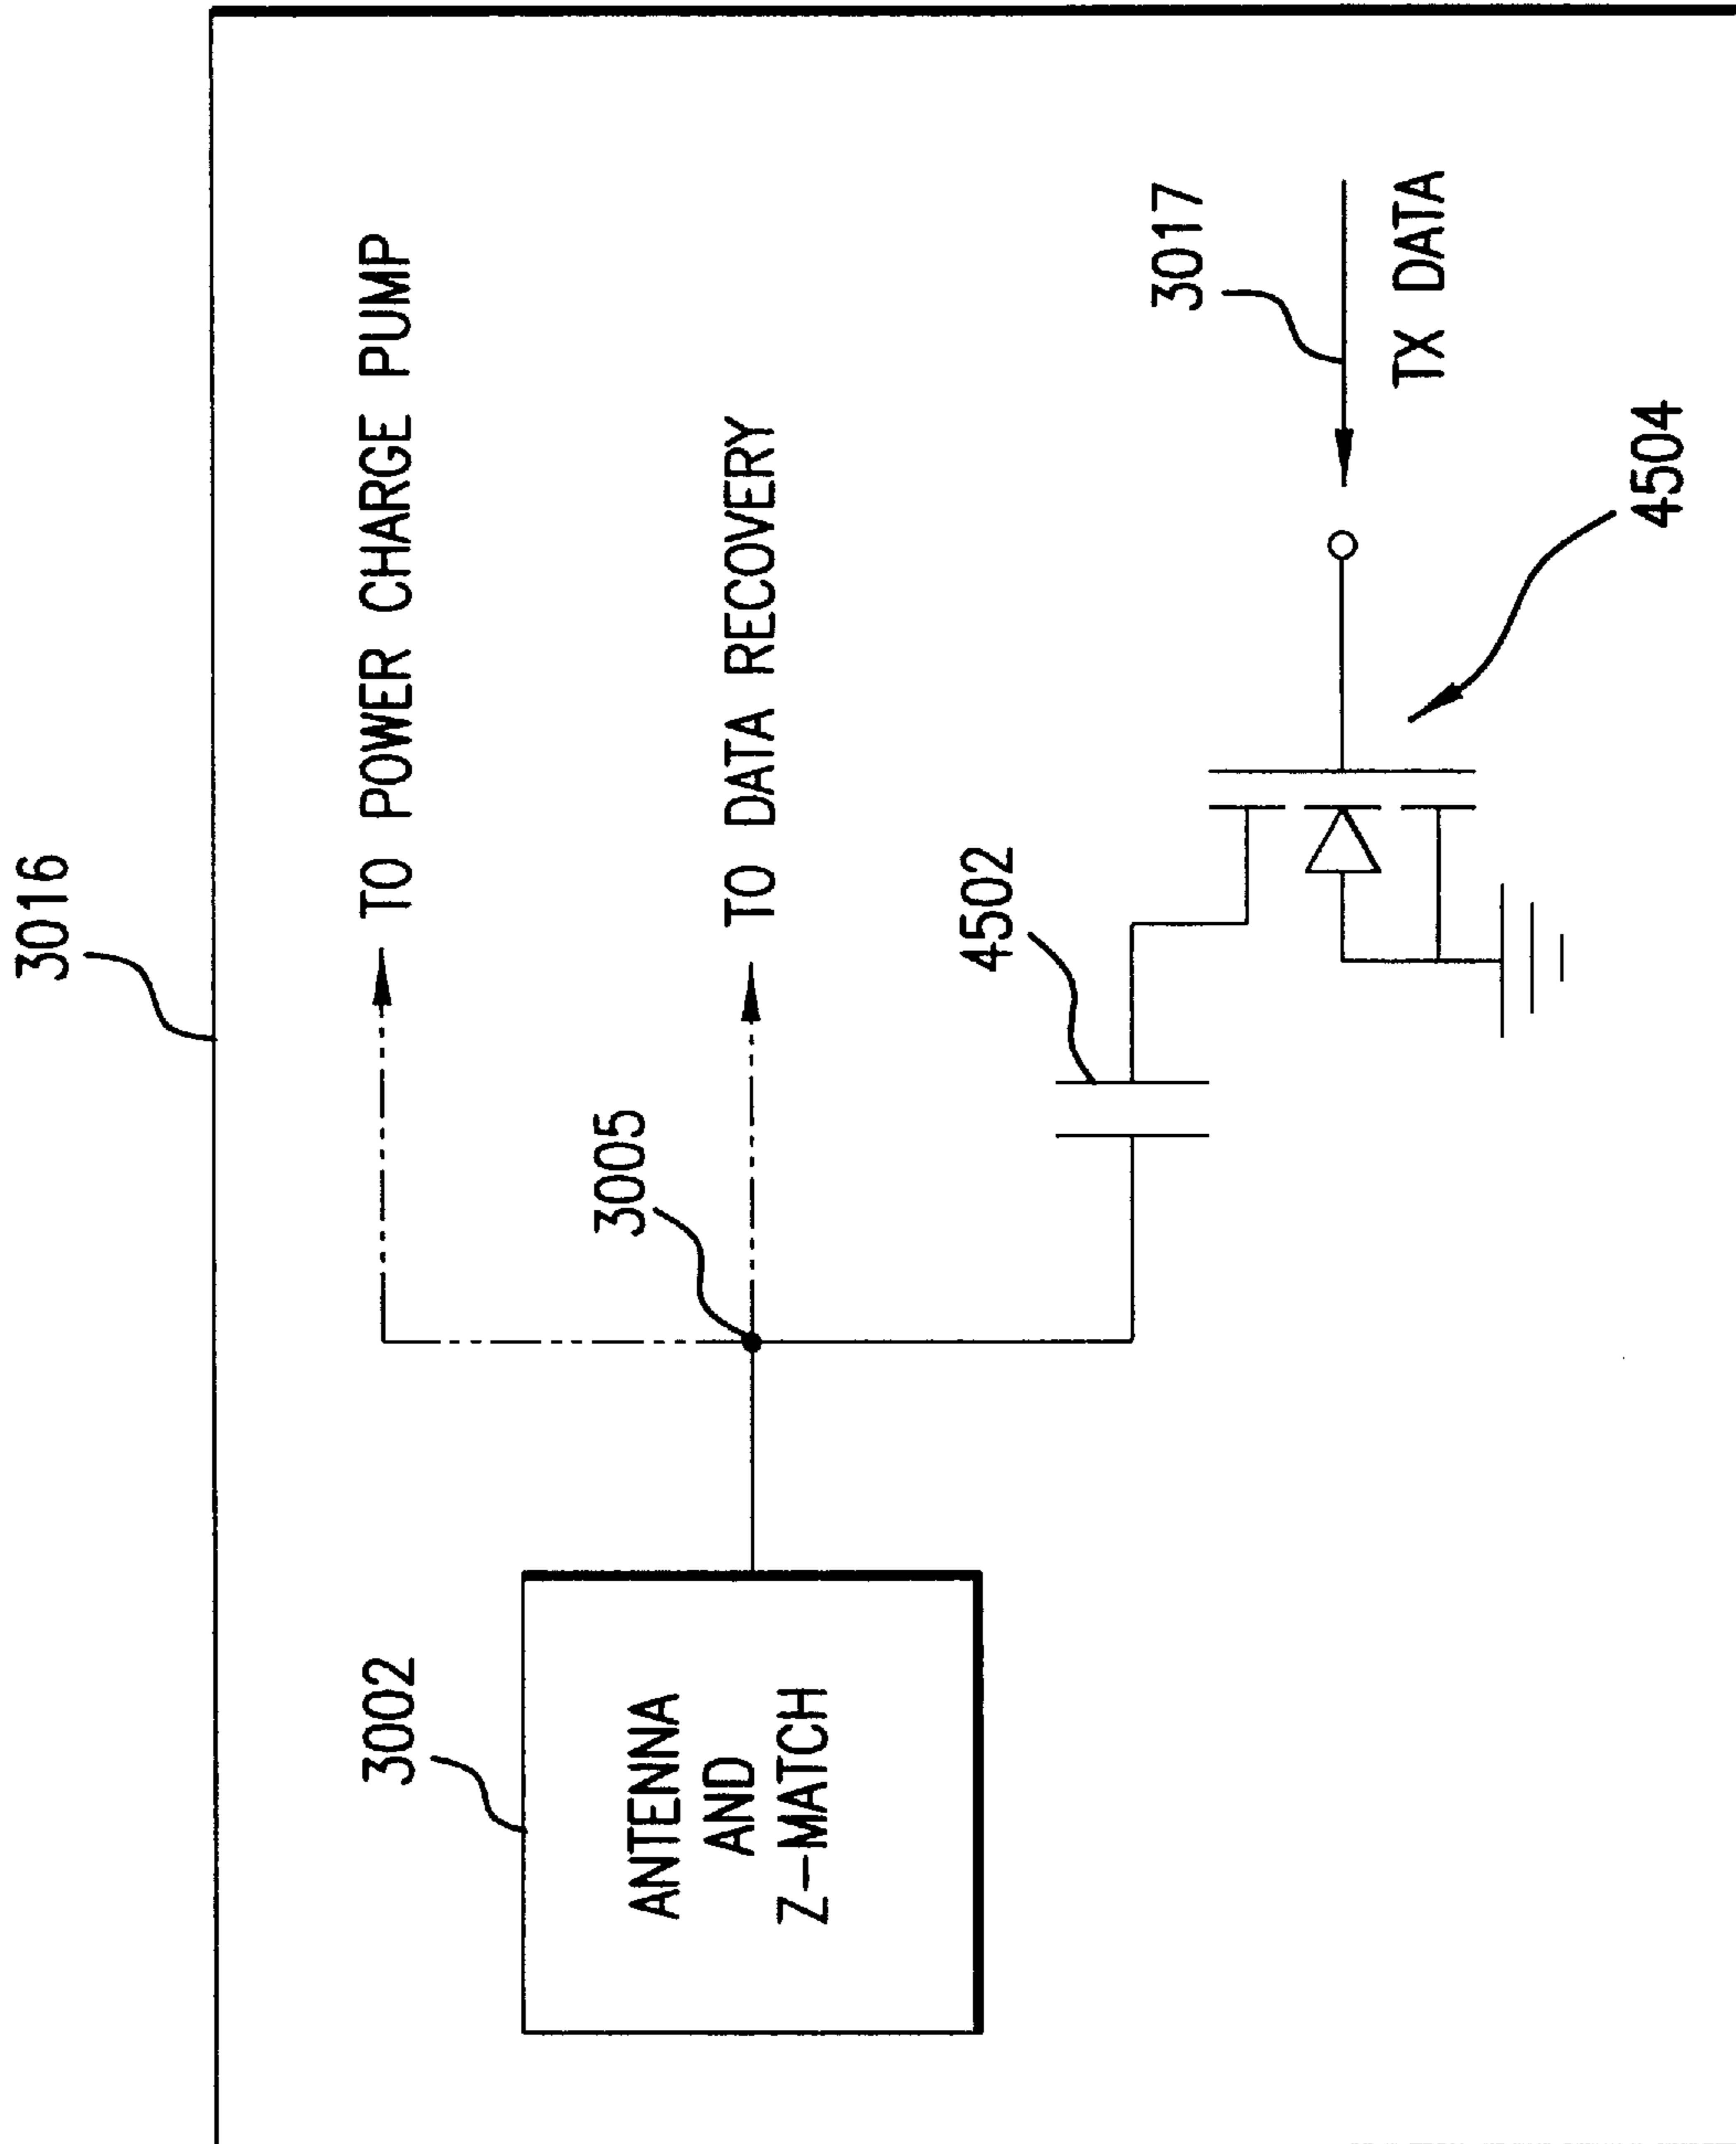 3016
TO POWER CHARGE PUMP
3002
3005
TO DATA RECOVERY
ANTENNA
AND
Z-MATCH
4502
3017
TX DATA
4504